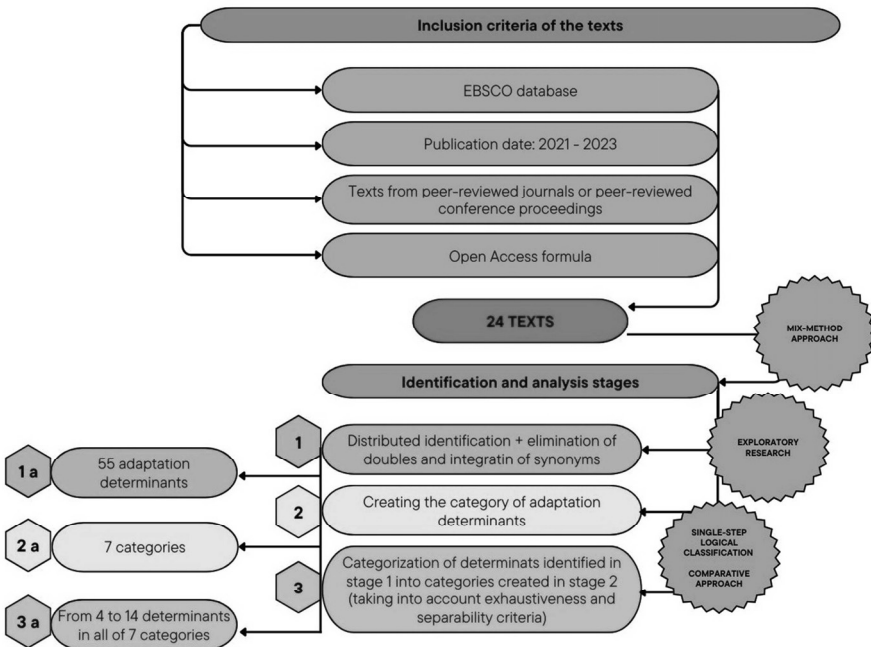 Inclusion criteria of the texts
EBSCO database
Publication date: 2021 - 2023
Texts from peer-reviewed journals or peer-reviewed
conference proceedings
Open Access formula
24 TEXTS
MIX-METHOD
APPROACH
Identification and analysis stages
1
Distributed identification + elimination of
doubles and integratin of synonyms
EXPLORATORY
RESEARCH
1 a
55 adaptation
determinants
2
Creating the category of adaptation
determinants
SINGLE-STEP
LOGICAL
CLASSIFICATION
COMPARATIVE
APPROACH
2 a
7 categories
3
Categorization of determinats identified in
stage 1 into categories created in stage 2
(taking into account exhaustiveness and
separability criteria)
3 a
From 4 to 14 determinants
in all of 7 categories